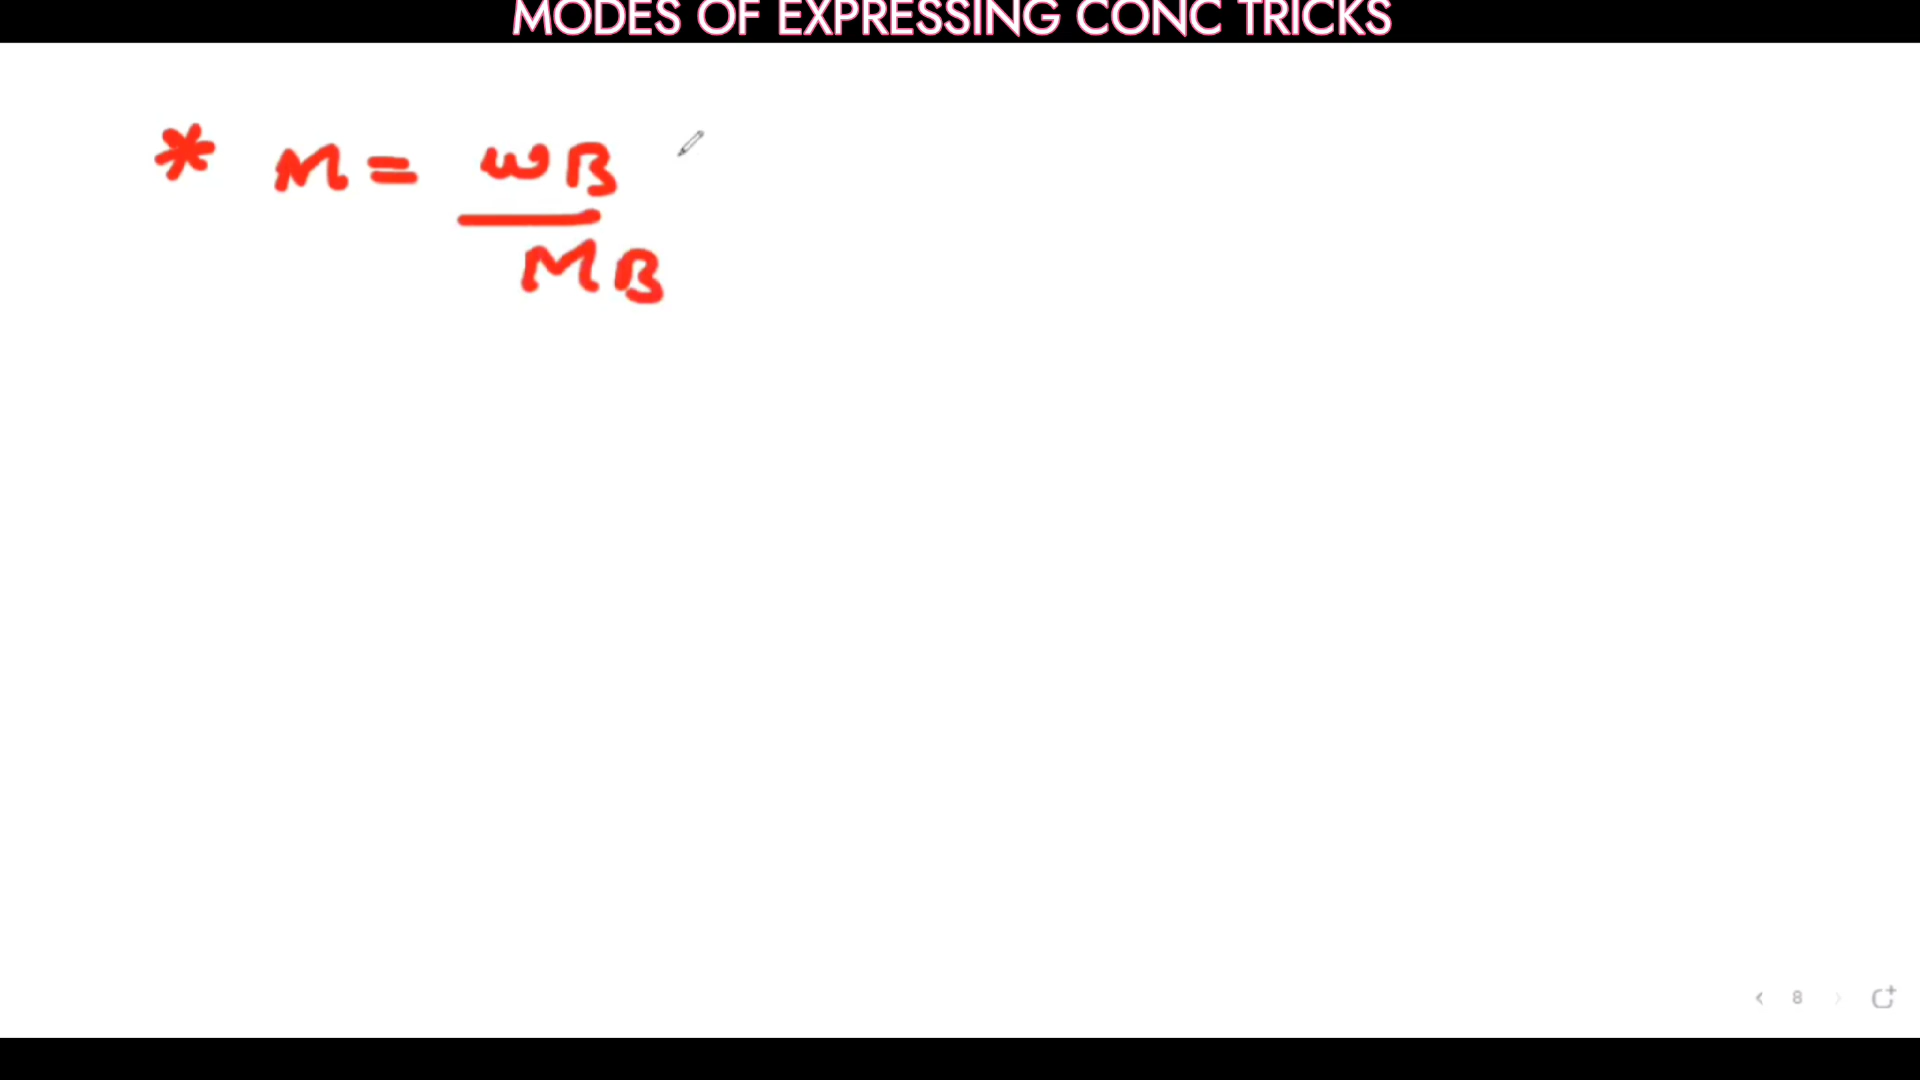 MODES OF EXPRESSING CONC TRICKS
* M = WB
MB
8